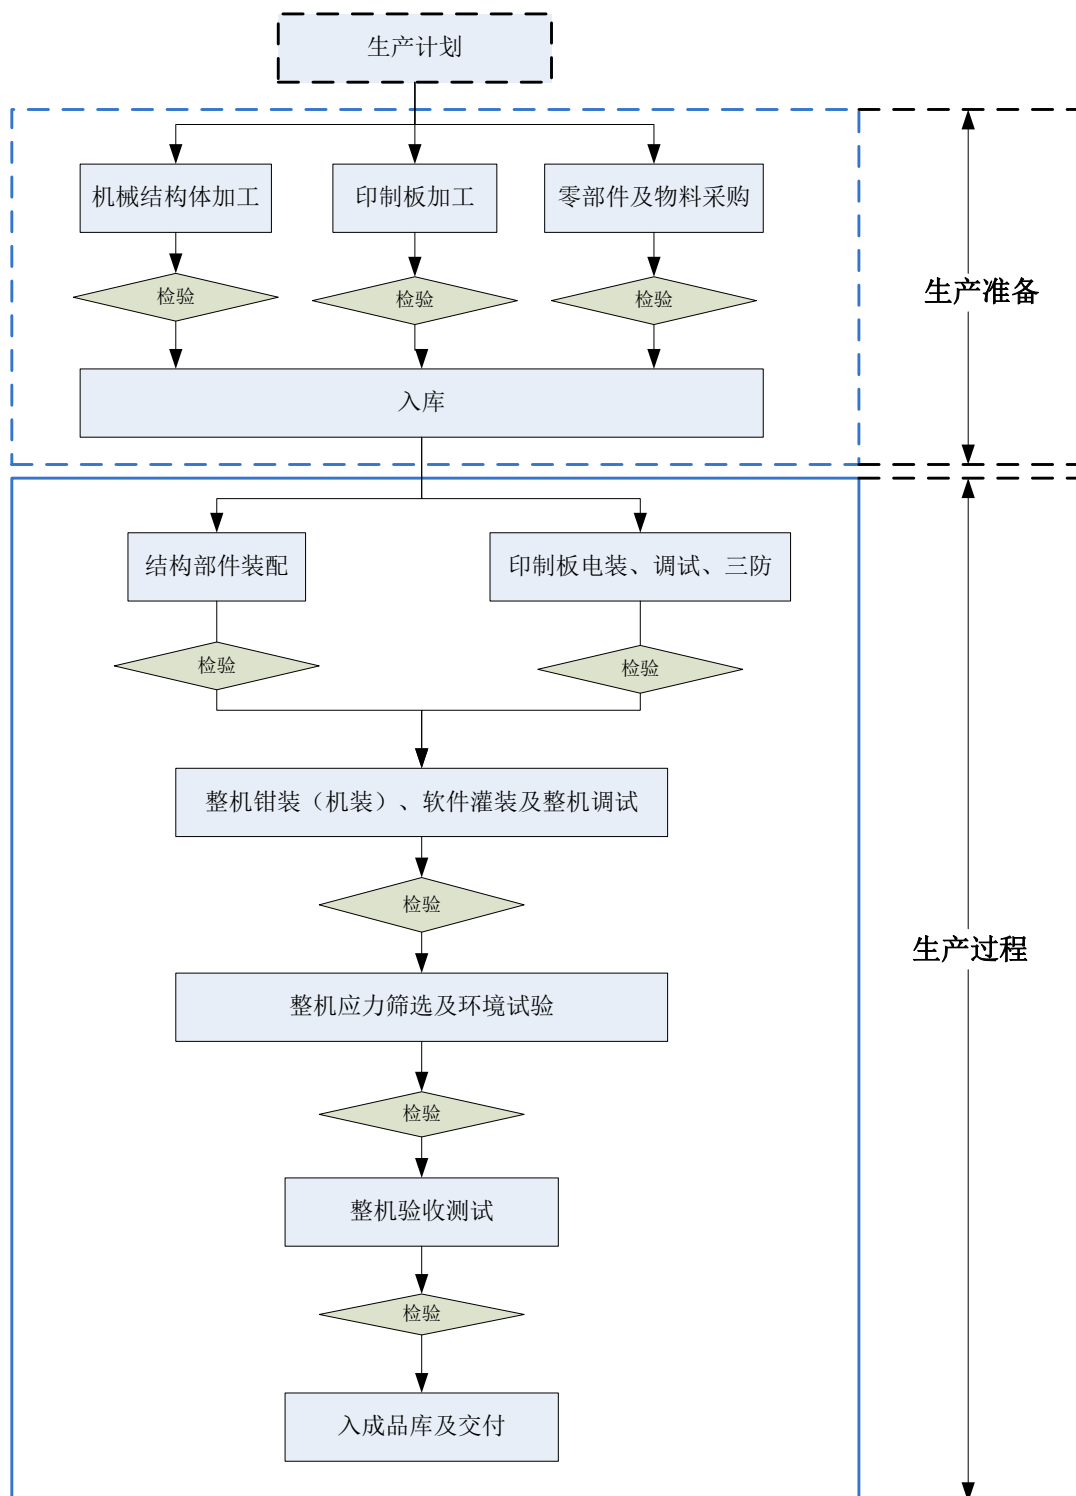 生产计划
机械结构体加工
印制板加工
零部件及物料采购
检验
检验
检验
生产准备
入库
结构部件装配
印制板电装、调试、三防
检验
检验
整机钳装（机装）、软件灌装及整机调试
检验
生产过程
整机应力筛选及环境试验
检验
整机验收测试
检验
入成品库及交付